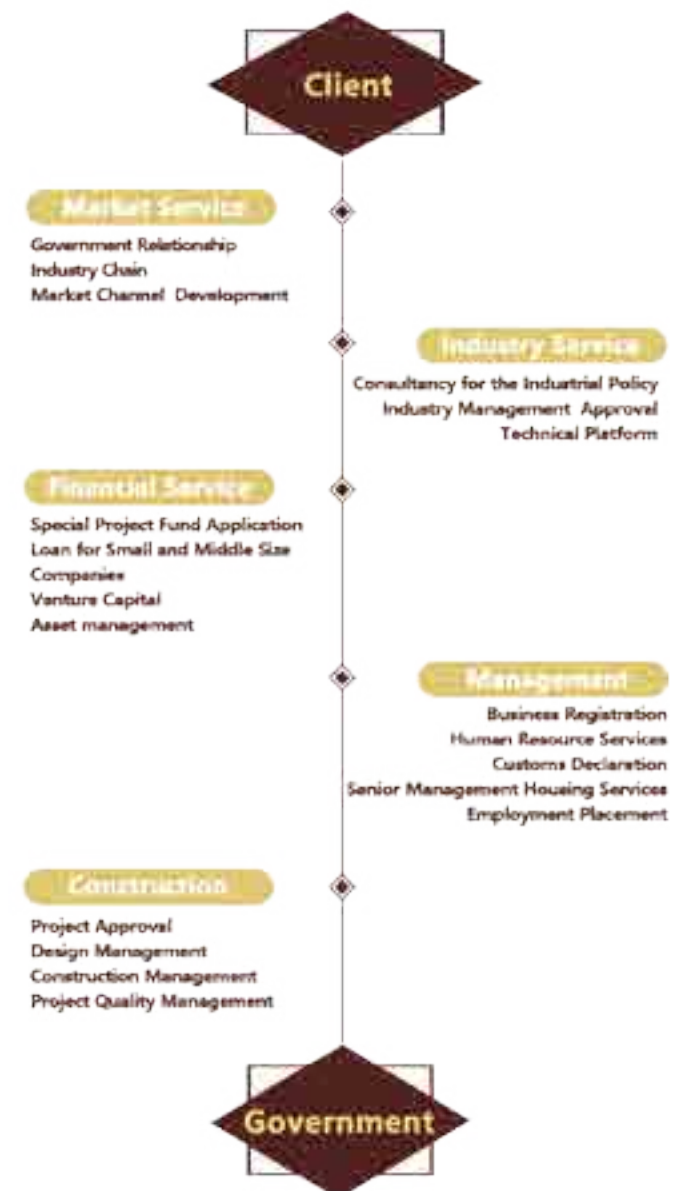 Client
Market Service
Government Relationship
Industry Chain
Market Channel Development
Industry Service
Consultancy for the Industrial Policy
Industry Management Approval
Technical Platform
Financial Service
Special Project Fund Application
Loan for Small and Middle Size
Companies
Venture Capital
Asset management
Management
Business Registration
Human Resource Services
Customs Declaration
Senior Management Housing Services
Employment Placement
Construction
Project Approval
Design Management
Construction Management
Project Quality Management
Government